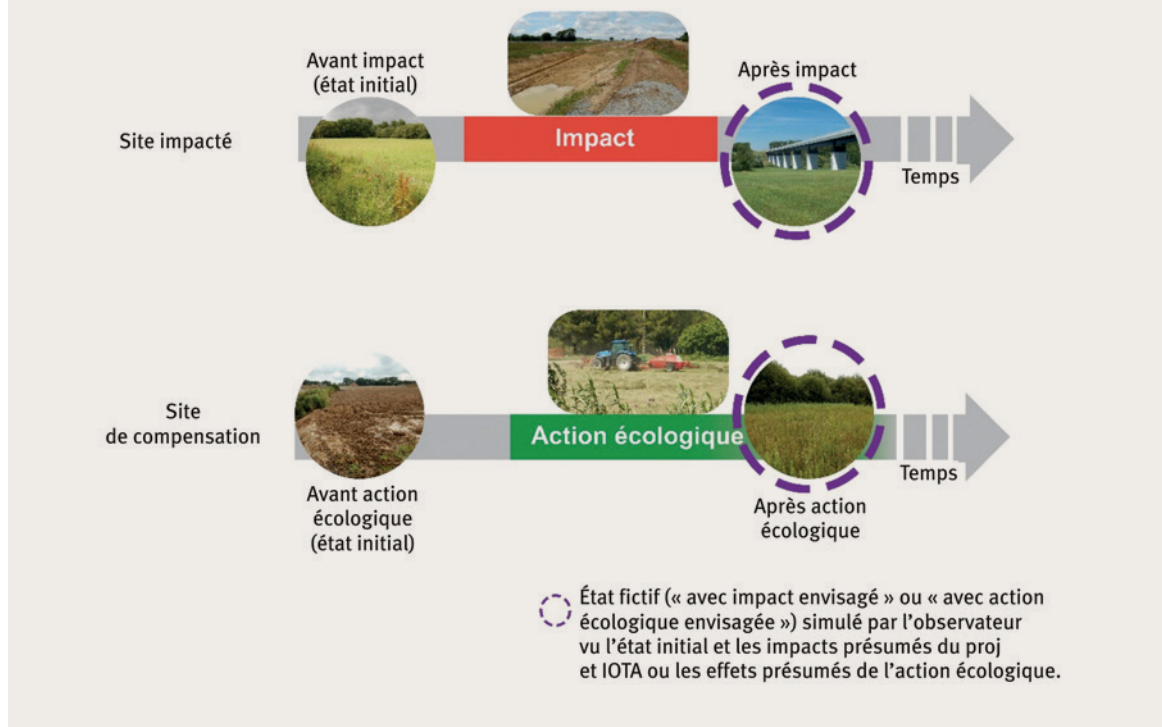 Avant impact
(état initial)
Après impact
Site impacté
Impact
Temps
Site
de compensation
Action écologique
Temps
Avant action
écologique
(état initial)
Après action
écologique
État fictif (« avec impact envisagé » ou « avec action
écologique envisagée ») simulé par l’observateur
vu l’état initial et les impacts présumés du proj
et IOTA ou les effets présumés de l’action écologique.